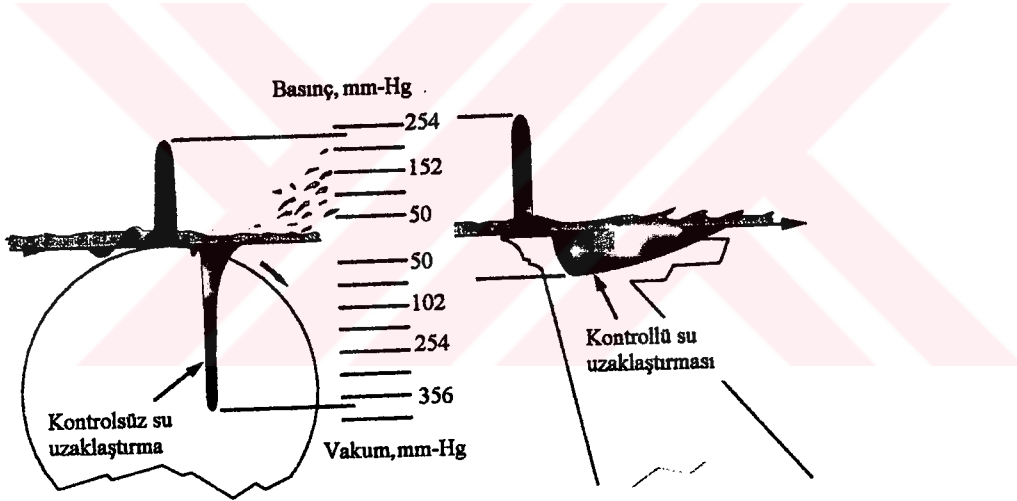 Basınç, mm-Hg
254
152
50
50
102
254
356
Kontrolsüz su
uzaklaştırma
Vakum, mm-Hg
Kontrollü su
uzaklaştırması